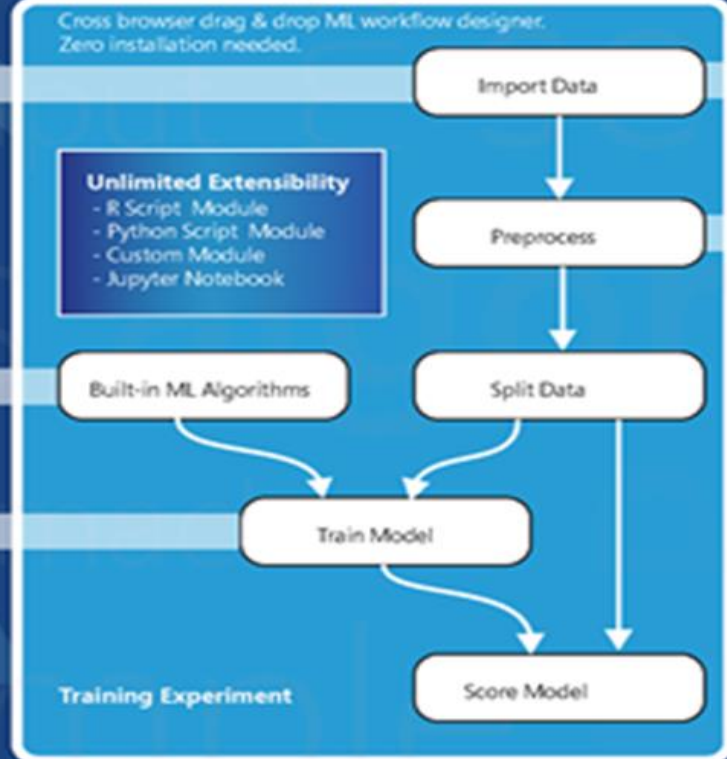 Cross browser drag & drop ML workflow designer.
Zero installation needed.
Import Data
Unlimited Extensibility
- R Script Module
- Python Script Module
- Custom Module
- Jupyter Notebook
Preprocess
Built-in ML Algorithms
Split Data
Train Model
Score Model
Training Experiment